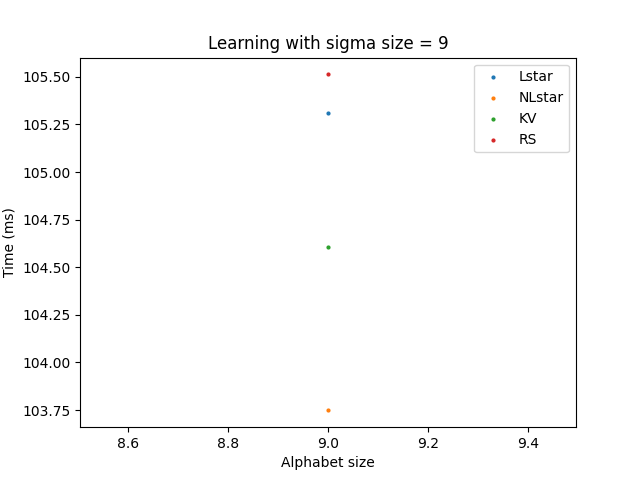 Learning with sigma size = 9
Lstar
NLstar
KV
RS
Time (ms)
105.50
105.25
105.00
104.75
104.50
104.25
104.00
103.75
8.6 8.8 9.0 9.2 9.4
Alphabet size